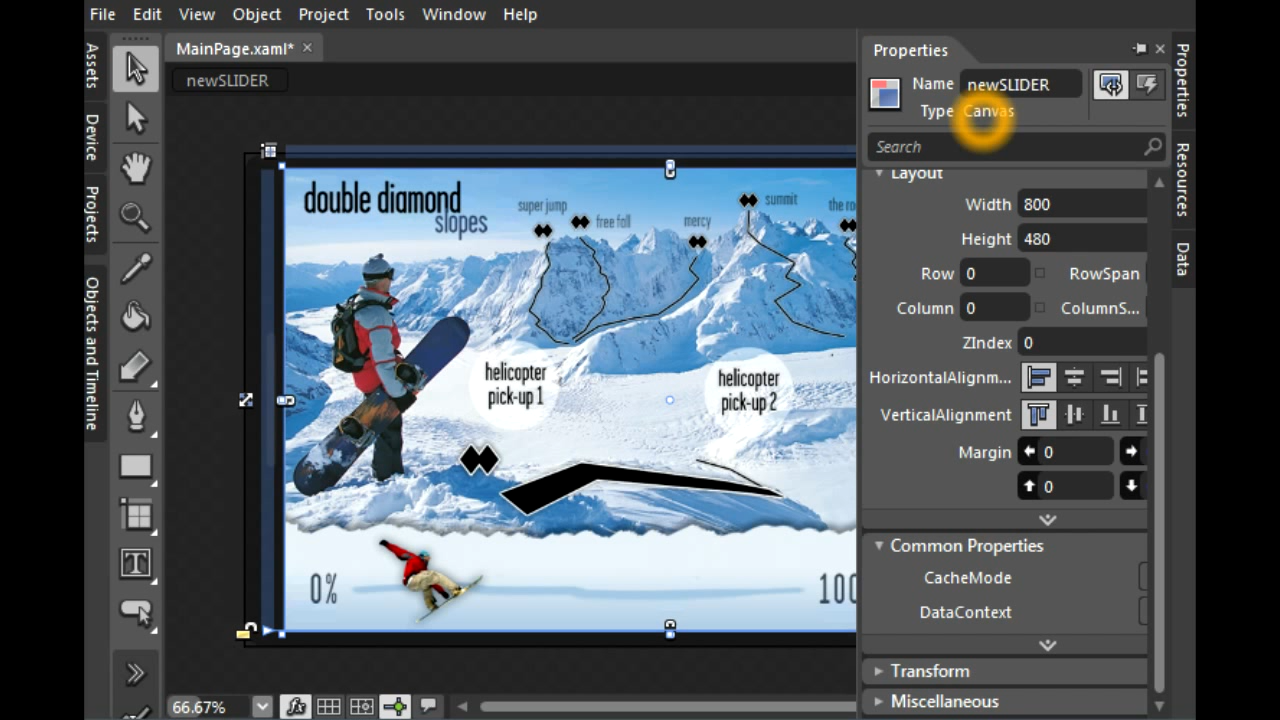 File Edit View Object Project Tools Window Help
MainPage.xaml* ×
newSLIDER
Assets
Device
Projects
Objects and Timeline
double diamond
slopes
super jump
free fall
mercy
summit
the ro
helicopter
pick-up 1
helicopter
pick-up 2
0%
100
66.67%
Properties
Name newSLIDER
Type Canvas
Search
Layout
Width 800
Height 480
Row 0 RowSpan
Column 0 ColumnS...
ZIndex 0
HorizontalAlignm...
VerticalAlignment
Margin 0
0
Common Properties
CacheMode
DataContext
Transform
Miscellaneous
Properties
Resources
Data